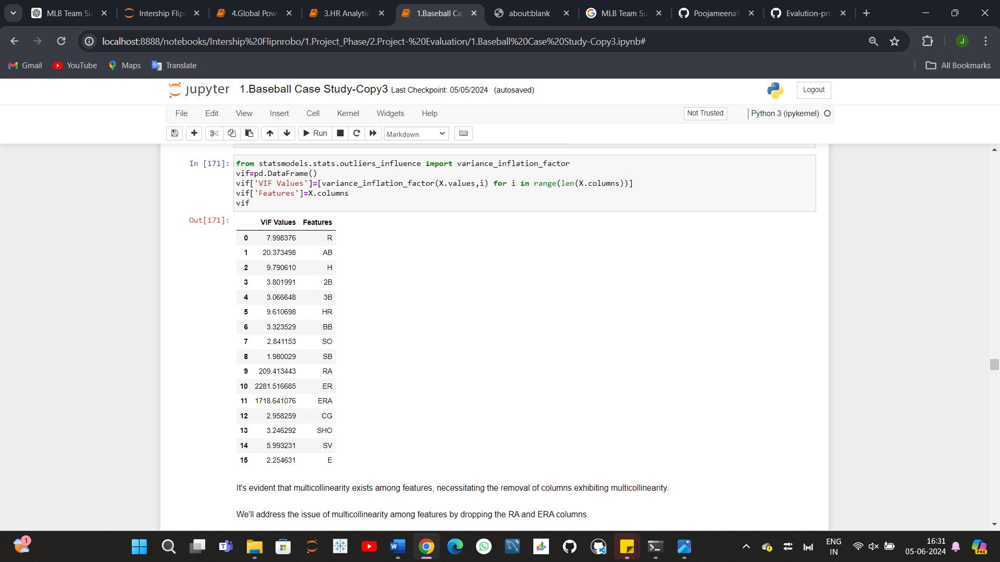 MLB Team Su
Intership Flip
4.Global Pow
3.HR Analytic
1.Baseball Ca
about:blank
MLB Team Su
Poojameena9
Evalution-pro
localhost:8888/notebooks/Intership%20Flipnrobo/1.Project_Phase/2.Project-%20Evaluation/1.Baseball%20Case%20Study-Copy3.ipynb#
J
Gmail YouTube Maps Translate All Bookmarks
jupyter 1.Baseball Case Study-Copy3 Last Checkpoint: 05/05/2024 (autosaved) Logout
File Edit View Insert Cell Kernel Widgets Help Not Trusted Python 3 (ipykernel)
Run Markdown
In [171]: from statsmodels.stats.outliers_influence import variance_inflation_factor
vif=pd.DataFrame()
vif['VIF Values']=[variance_inflation_factor(X.values,i) for i in range(len(X.columns))]
vif['Features']=X.columns
vif
Out[171]:
VIF Values Features
0 7.998376 R
1 20.373498 AB
2 9.790610 H
3 3.801991 2B
4 3.066648 3B
5 9.610698 HR
6 3.323529 BB
7 2.841153 SO
8 1.980029 SB
9 209.413443 RA
10 2281.516685 ER
11 1718.641076 ERA
12 2.958259 CG
13 3.246292 SHO
14 5.993231 SV
15 2.254631 E
It's evident that multicollinearity exists among features, necessitating the removal of columns exhibiting multicollinearity.
We'll address the issue of multicollinearity among features by dropping the RA and ERA columns.
1
ENG
IN
16:31
05-06-2024
PRE